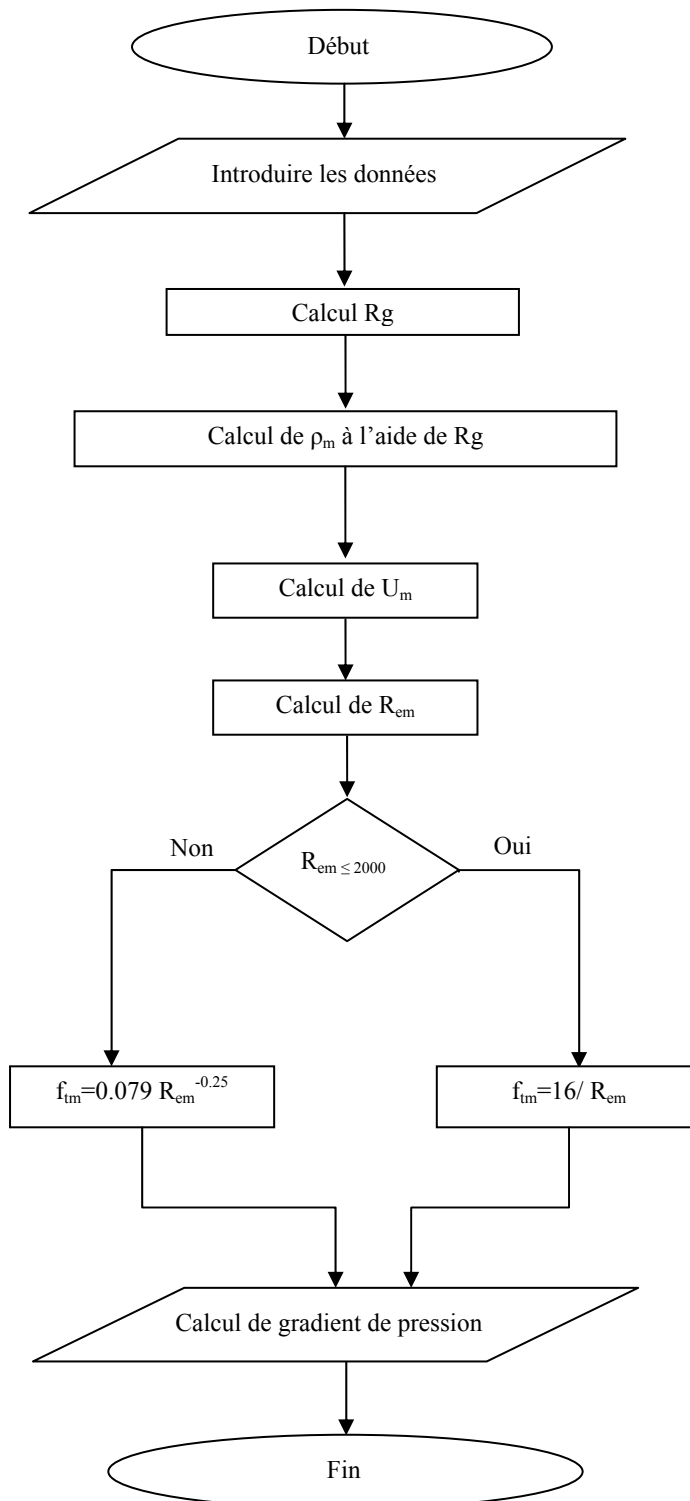 Début
Introduire les données
Calcul Rg
Calcul de ρₘ à l’aide de Rg
Calcul de Uₘ
Calcul de Rₑₘ
Non
Oui
Rₑₘ ≤ 2000
fₜₘ=0.079 Rₑₘ⁻⁰·²⁵
fₜₘ=16/ Rₑₘ
Calcul de gradient de pression
Fin